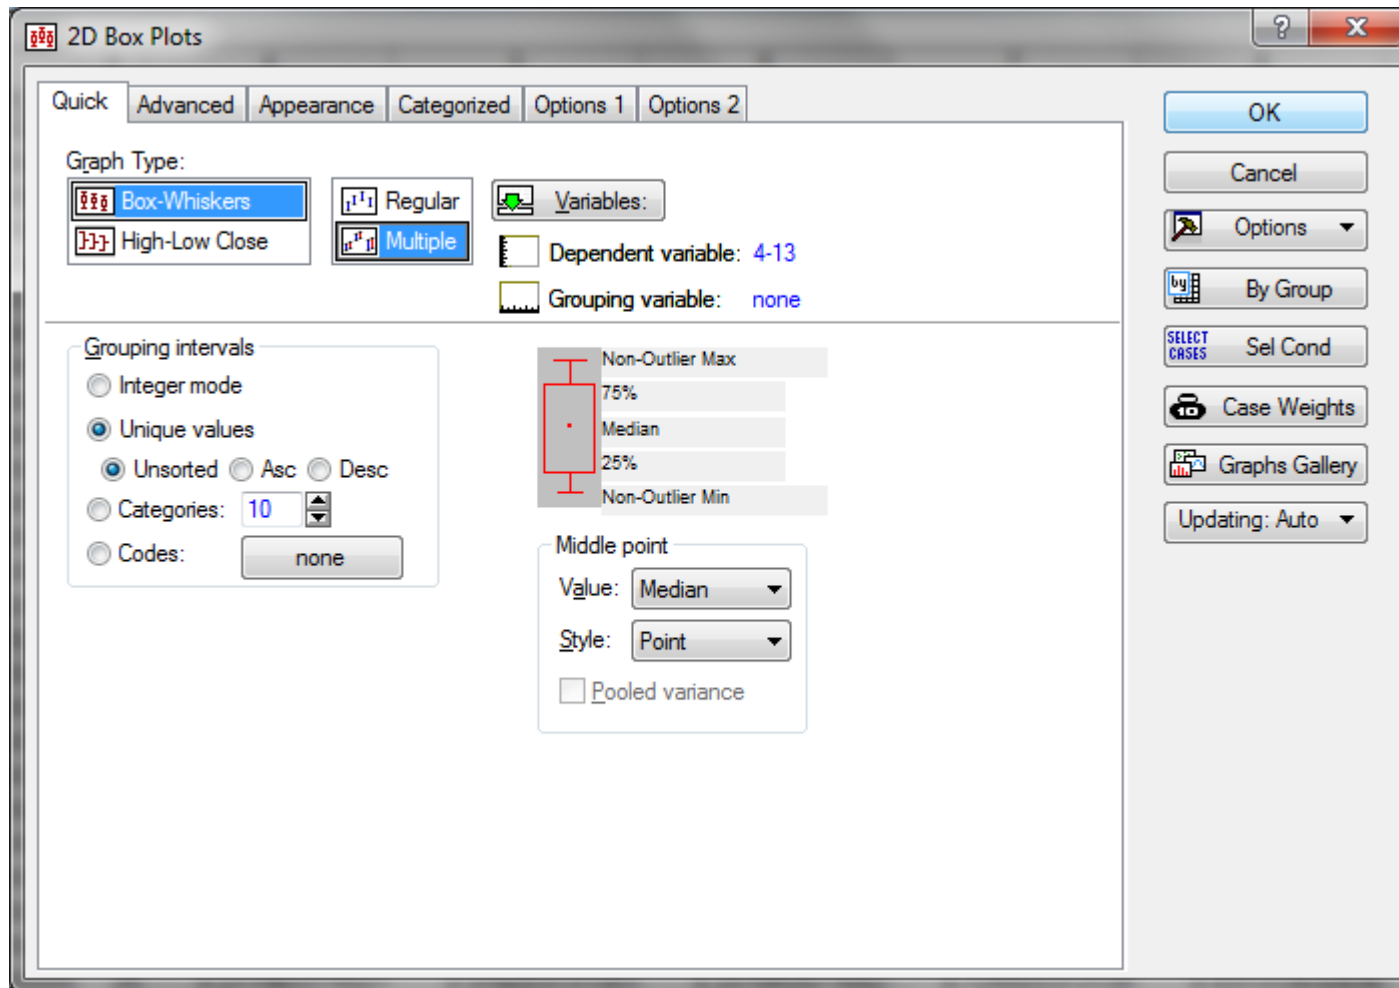 2D Box Plots
?
X
Quick
Advanced
Appearance
Categorized
Options 1
Options 2
Graph Type:
Box-Whiskers
High-Low Close
Regular
Multiple
Variables:
Dependent variable: 4-13
Grouping variable: none
Grouping intervals
Integer mode
Unique values
Unsorted Asc Desc
Categories: 10
Codes: none
Non-Outlier Max
75%
Median
25%
Non-Outlier Min
Middle point
Value: Median
Style: Point
Pooled variance
OK
Cancel
Options
by By Group
SELECT CASES Sel Cond
Case Weights
Graphs Gallery
Updating: Auto